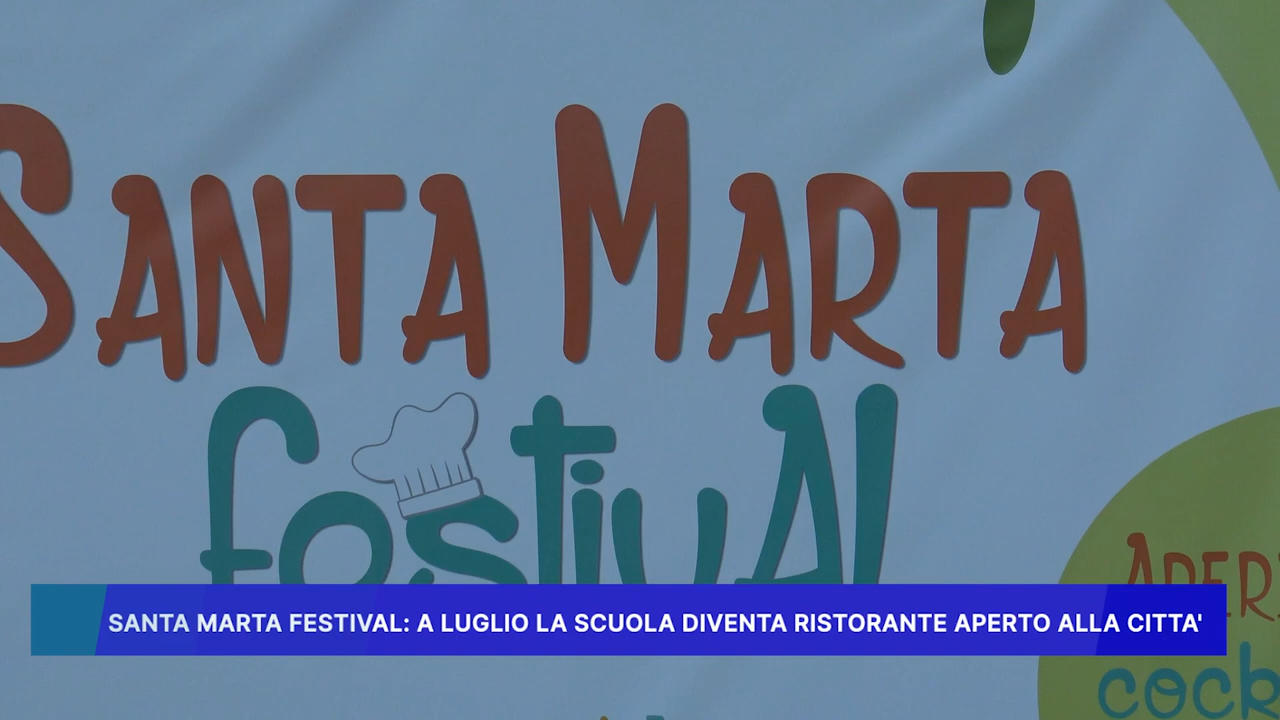 SANTA MARTA
festivAl
SANTA MARTA FESTIVAL: A LUGLIO LA SCUOLA DIVENTA RISTORANTE APERTO ALLA CITTA'